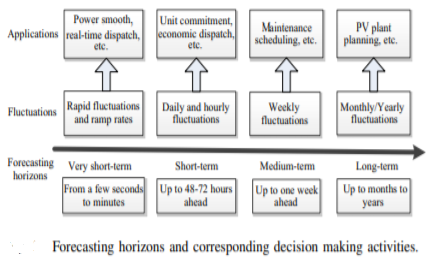 Applications
Power smooth,
real-time dispatch,
etc.
Unit commitment,
economic dispatch,
etc.
Maintenance
scheduling, etc.
PV plant
planning, etc.
Fluctuations
Rapid fluctuations
and ramp rates
Daily and hourly
fluctuations
Weekly
fluctuations
Monthly/Yearly
fluctuations
Forecasting
horizons
Very short-term
Short-term
Medium-term
Long-term
From a few seconds
to minutes
Up to 48-72 hours
ahead
Up to one week
ahead
Up to months to
years
Forecasting horizons and corresponding decision making activities.